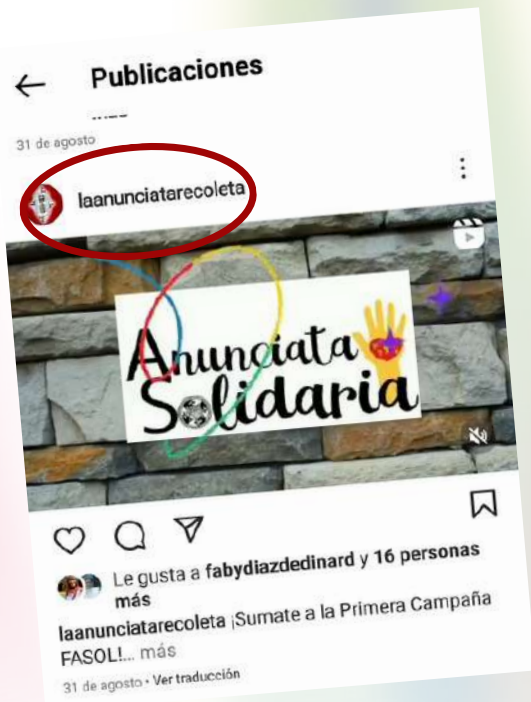 Publicaciones
31 de agosto
laanunciatarecoleta
Anunciata
Solidaria
Le gusta a fabydiazdedinard y 16 personas
más
laanunciatarecoleta ¡Sumate a la Primera Campaña
FASOL!... más
31 de agosto · Ver traducción